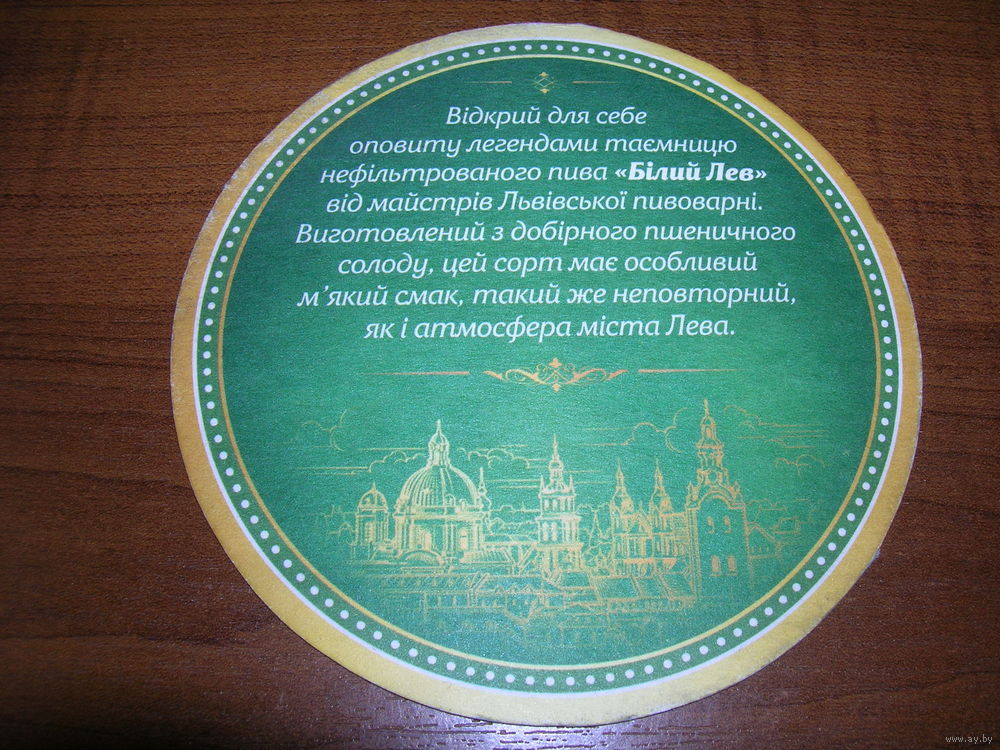 Відкрий для себе
оповиту легендами таємницю
нефільтрованого пива «Білий Лев»
від майстрів Львівської пивоварні.
Виготовлений з добірного пшеничного
солоду, цей сорт має особливий
м’який смак, такий же неповторний,
як і атмосфера міста Лева.
www.ay.by